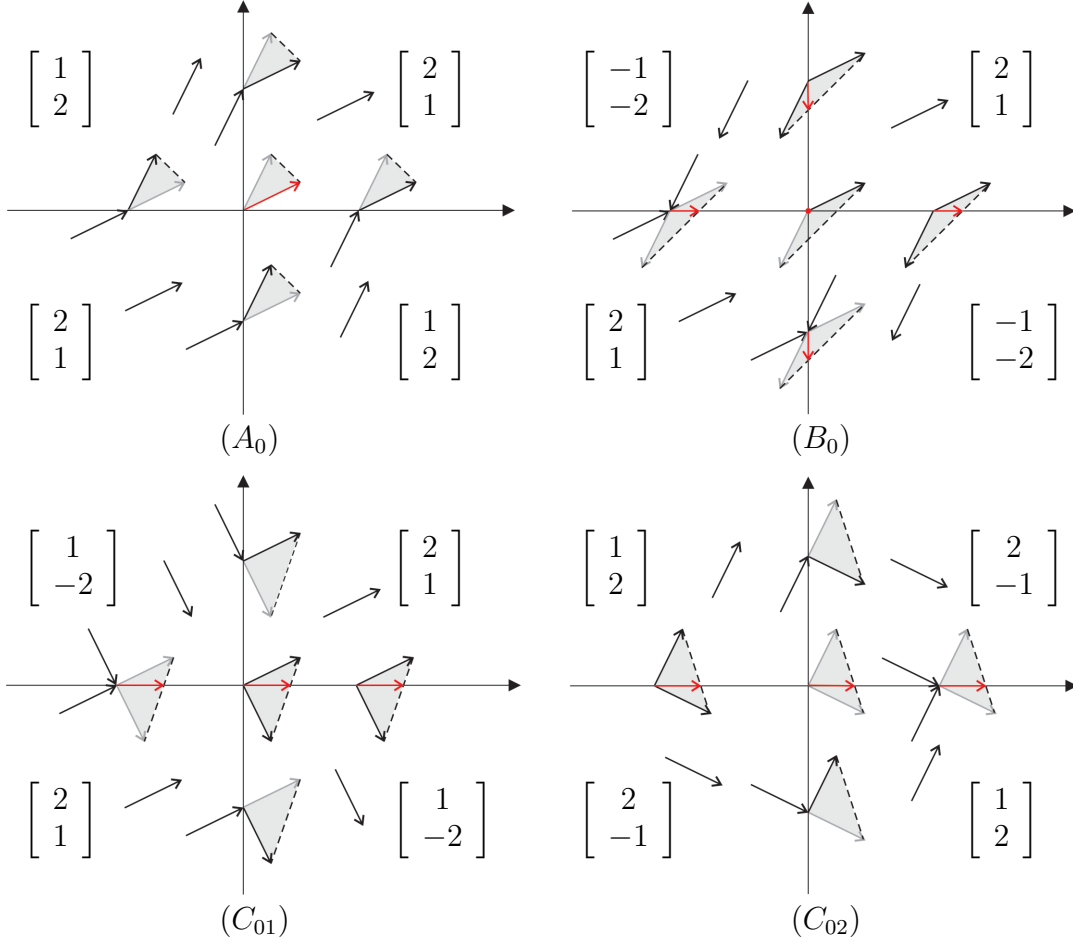 [ 1 2 ] [ 2 1 ] [ -1 -2 ] [ 2 1 ]
[ 2 1 ] [ 1 2 ] [ 2 1 ] [ -1 -2 ]
(A₀) (B₀)
[ 1 -2 ] [ 2 1 ] [ 1 2 ] [ 2 -1 ]
[ 2 1 ] [ 1 -2 ] [ 2 -1 ] [ 1 2 ]
(C₀₁) (C₀₂)